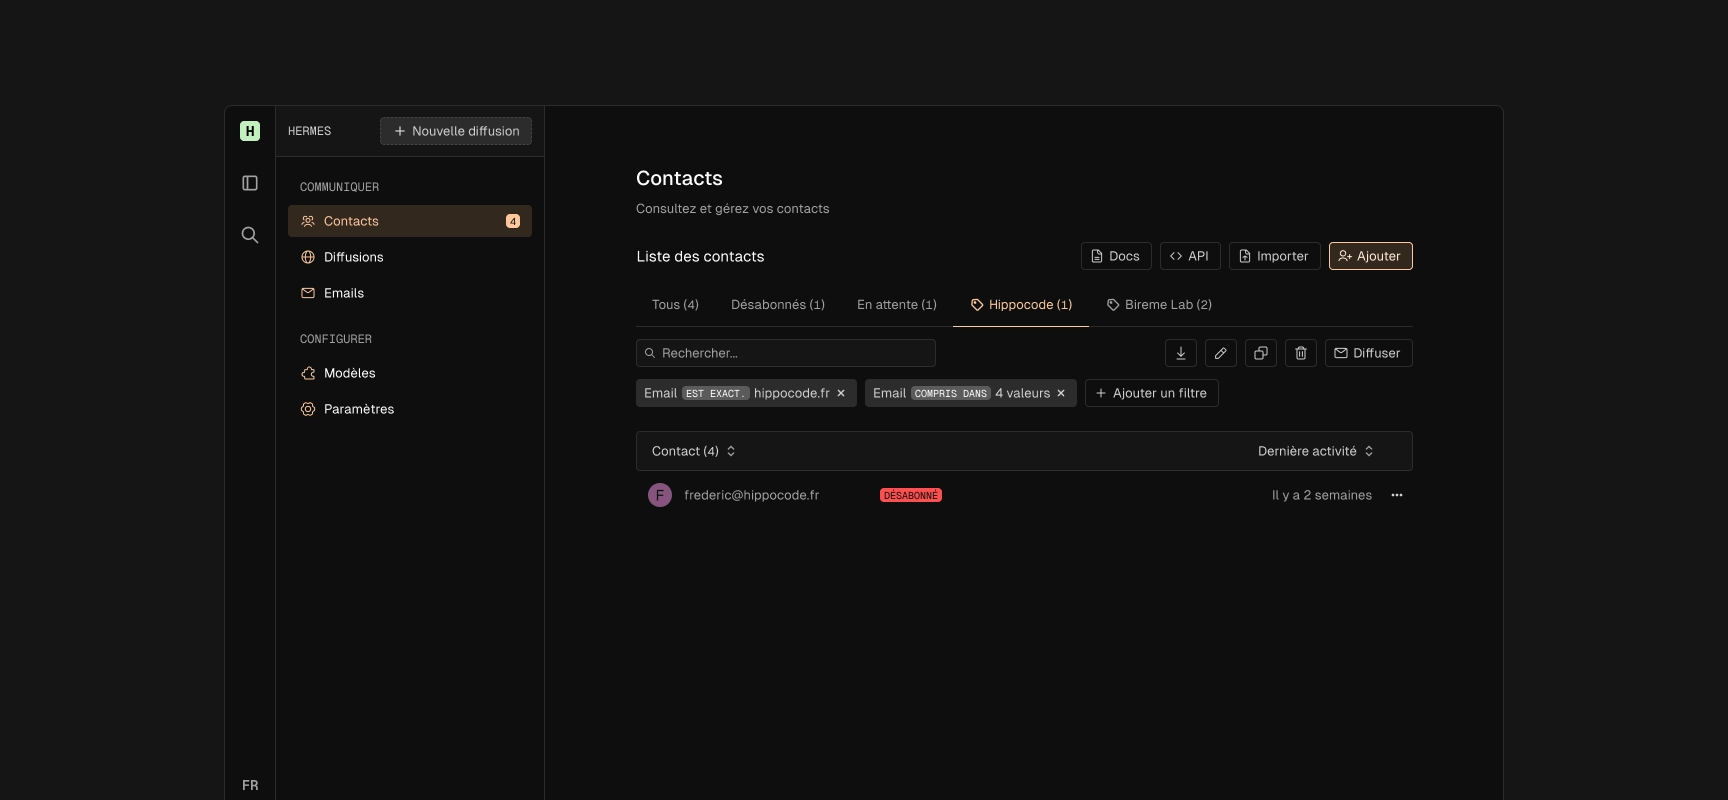 H
HERMES
+ Nouvelle diffusion
COMMUNIQUER
Contacts 4
Diffusions
Emails
CONFIGURER
Modèles
Paramètres
FR
Contacts
Consultez et gérez vos contacts
Liste des contacts
Docs
API
Importer
Ajouter
Tous (4)
Désabonnés (1)
En attente (1)
Hippocode (1)
Bireme Lab (2)
Rechercher...
Diffuser
Email EST EXACT. hippocode.fr ×
Email COMPRIS DANS 4 valeurs ×
+ Ajouter un filtre
Contact (4)
Dernière activité
F frederic@hippocode.fr DÉSABONNÉ Il y a 2 semaines ...